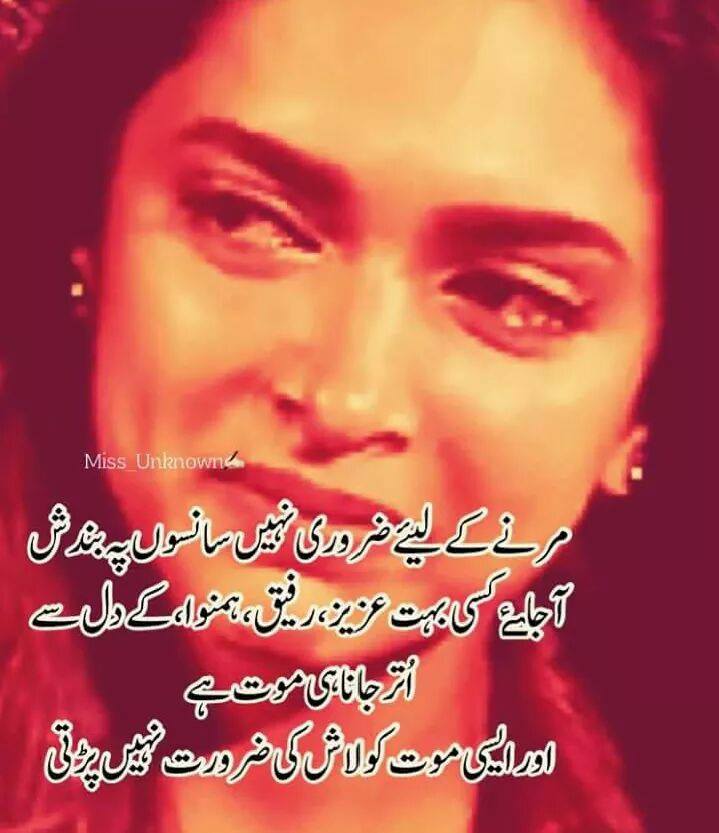 Miss_Unknown
مرنے کے لیئے ضروری نہیں سانسوں پہ بندش
آجایئے کسی بہت عزیز، رفیق، ہمنوا، کے دل سے
اُتر جانا ہی موت ہے
اور ایسی موت کو لاش کی ضرورت نہیں پڑتی